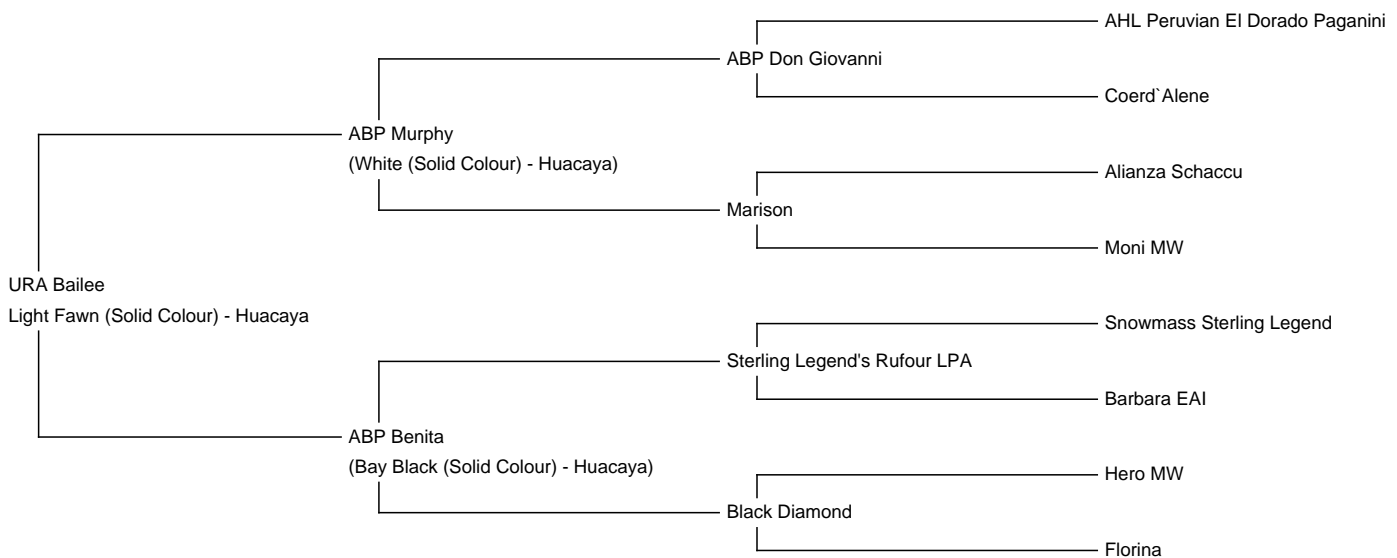 AHL Peruvian El Dorado Paganini
ABP Don Giovanni
Coerd`Alene
ABP Murphy
(White (Solid Colour) - Huacaya)
Alianza Schaccu
Marison
Moni MW
URA Bailee
Light Fawn (Solid Colour) - Huacaya
Snowmass Sterling Legend
Sterling Legend's Rufour LPA
Barbara EAI
ABP Benita
(Bay Black (Solid Colour) - Huacaya)
Hero MW
Black Diamond
Florina